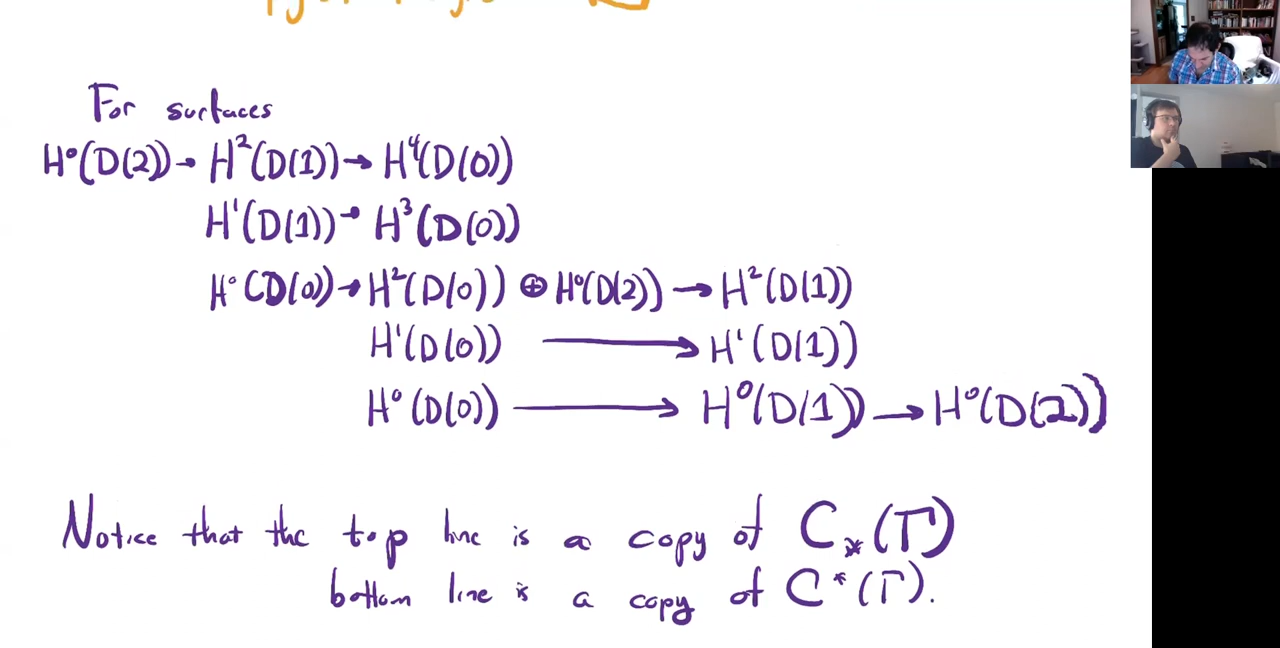 For surfaces
H⁰(D(2)) → H²(D(1)) → H⁴(D(0))
H¹(D(1)) → H³(D(0))
H⁰(D(0)) → H²(D(0)) ⊕ H⁰(D(2)) → H²(D(1))
H¹(D(0)) → H¹(D(1))
H⁰(D(0)) → H⁰(D(1)) → H⁰(D(2))
Notice that the top line is a copy of C_*(Γ)
bottom line is a copy of C*(Γ).